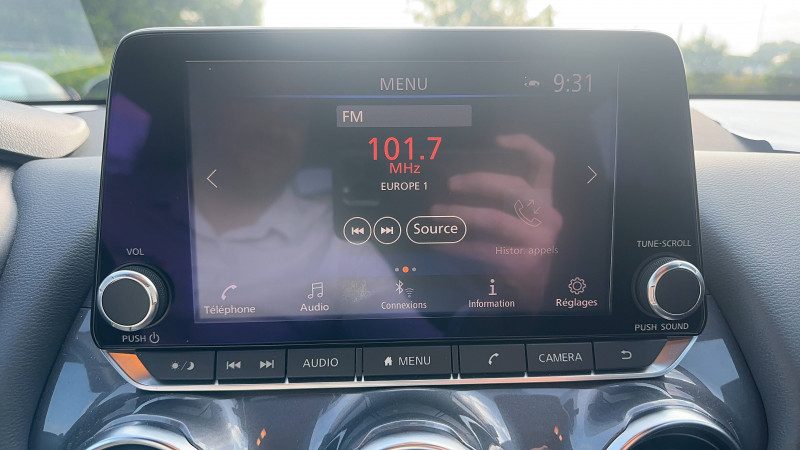 MENU
9:31
FM
101.7
MHz
EUROPE 1
Source
Histor. appels
VOL
TUNE-SCROLL
Téléphone
Audio
Connexions
Information
Réglages
PUSH
PUSH SOUND
AUDIO
MENU
CAMERA